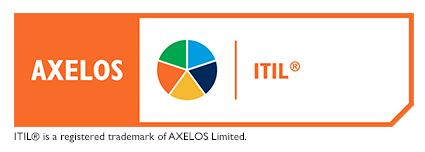 AXELOS
ITIL®
ITIL® is a registered trademark of AXELOS Limited.